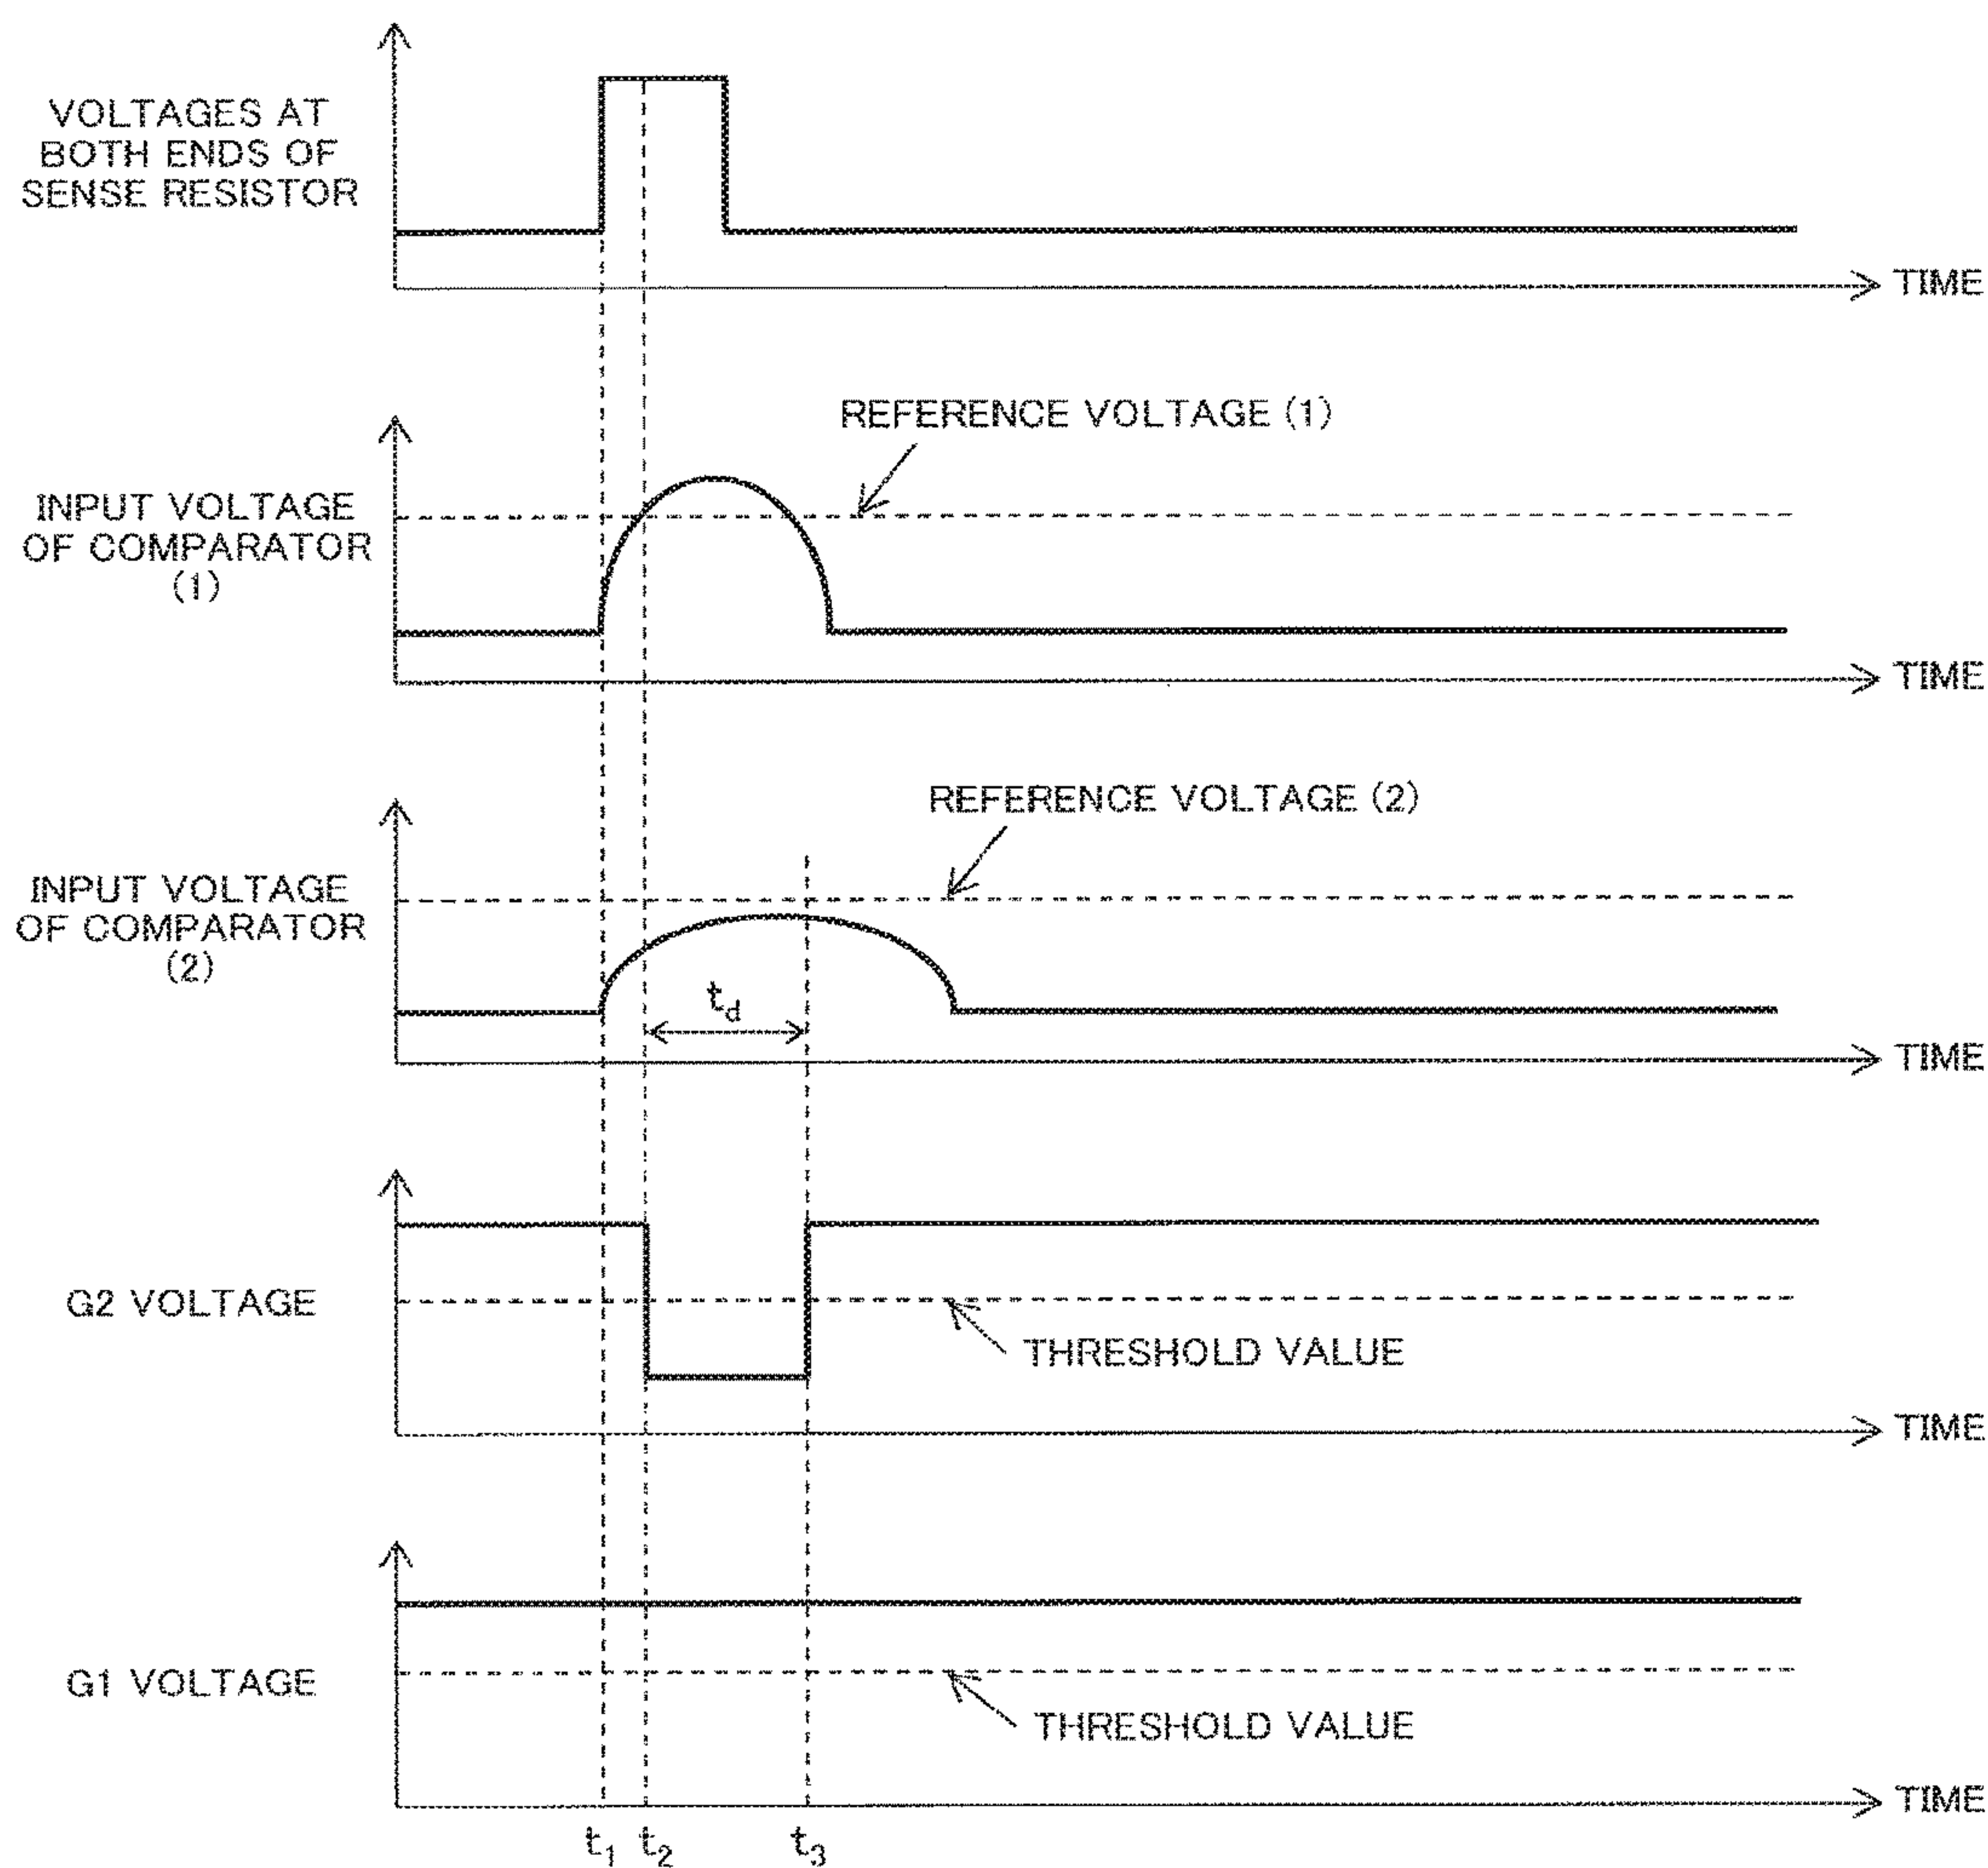 VOLTAGES AT
BOTH ENDS OF
SENSE RESISTOR
TIME
REFERENCE VOLTAGE (1)
INPUT VOLTAGE
OF COMPARATOR
(1)
TIME
REFERENCE VOLTAGE (2)
INPUT VOLTAGE
OF COMPARATOR
(2)
td
TIME
G2 VOLTAGE
THRESHOLD VALUE
TIME
G1 VOLTAGE
THRESHOLD VALUE
TIME
t1 t2 t3